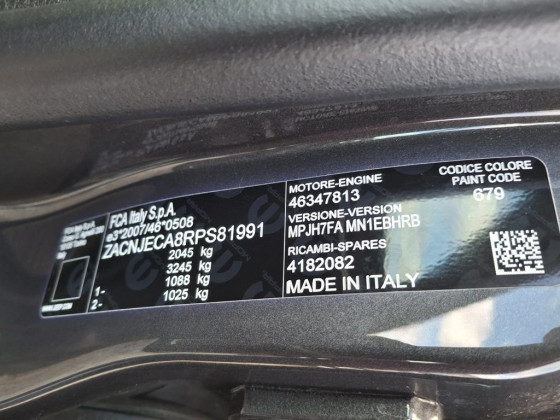 FCA Italy S.p.A.
e3*2007/46*0508
ZACNJECA8RPS81991
2045 kg
3245 kg
1- 1088 kg
2- 1025 kg
MOTORE-ENGINE
46347813
VERSIONE-VERSION
MPJH7FA MN1EBHRB
RICAMBI-SPARES
4182082
MADE IN ITALY
CODICE COLORE
PAINT CODE
679